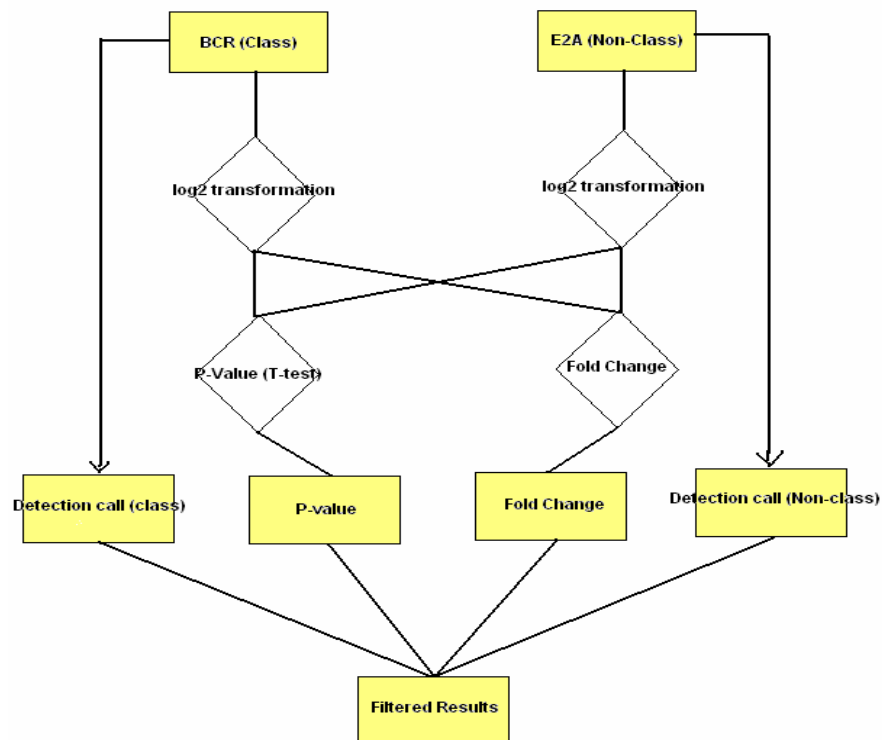 BCR (Class)
E2A (Non-Class)
log2 transformation
log2 transformation
P-Value (T-test)
Fold Change
Detection call (class)
P-value
Fold Change
Detection call (Non-class)
Filtered Results